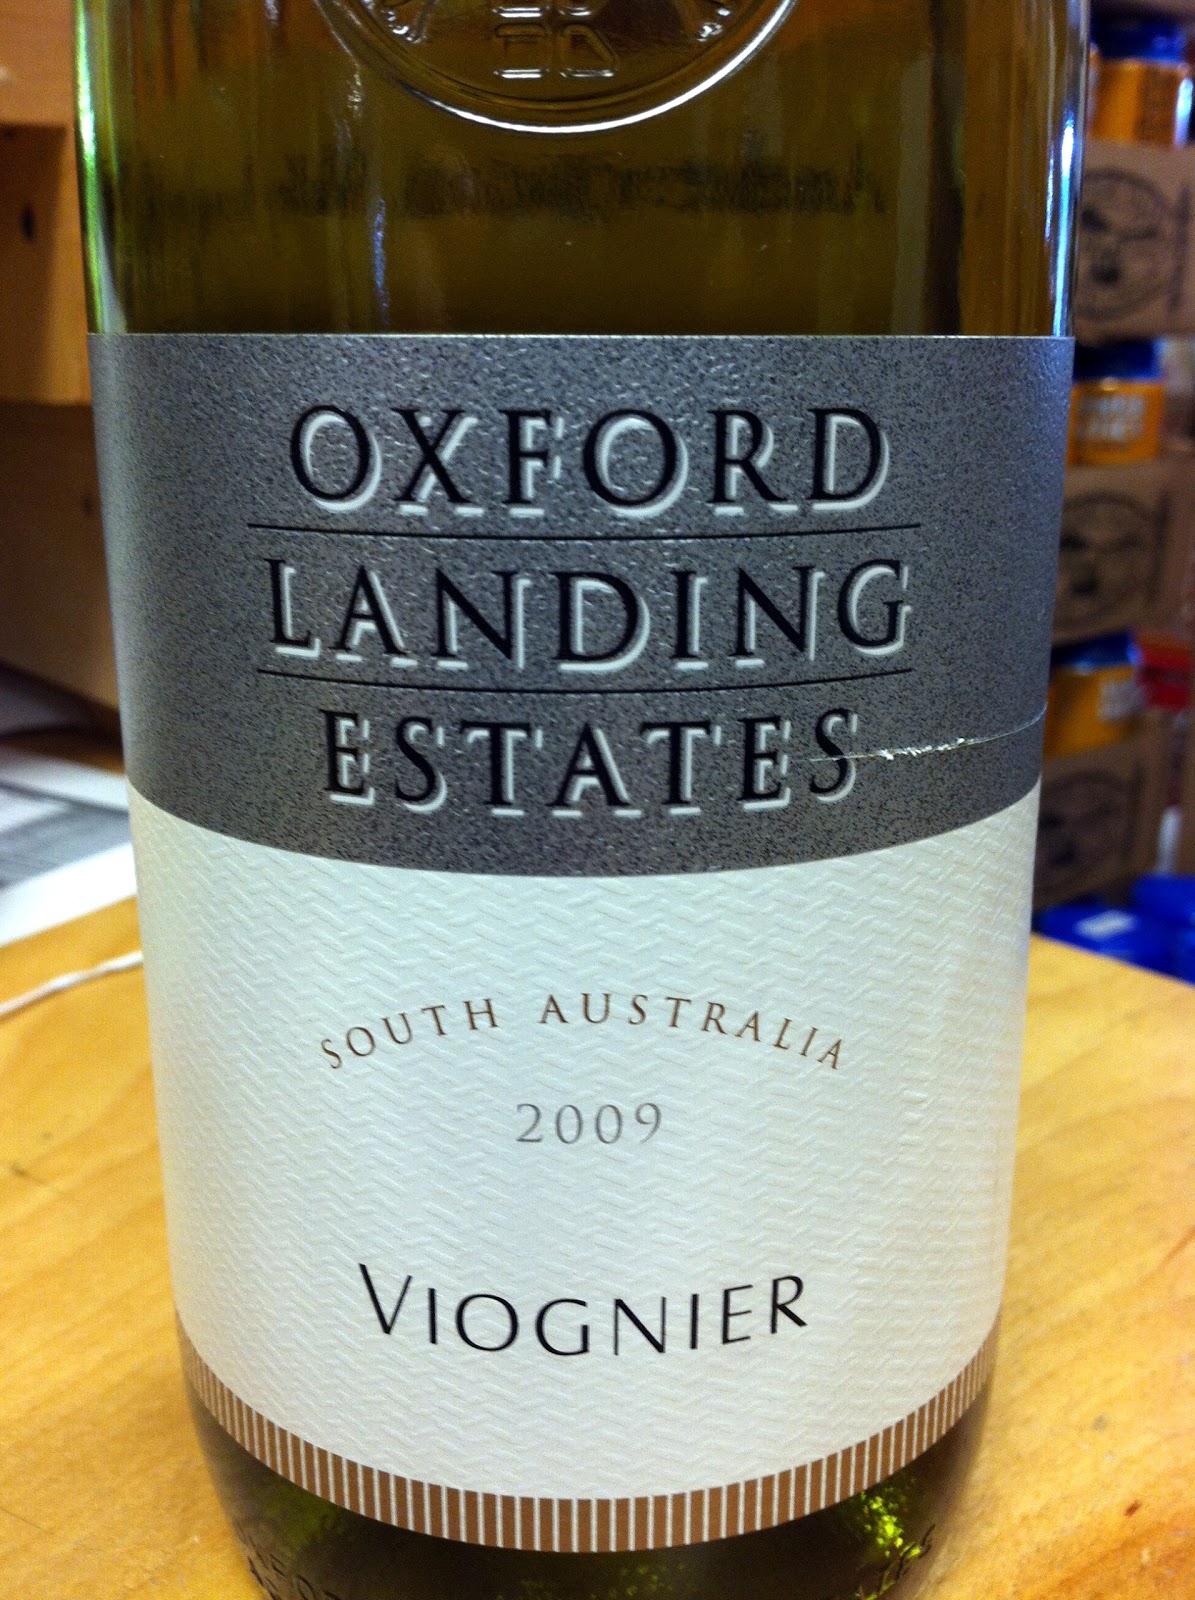 OXFORD
LANDING
ESTATES
SOUTH AUSTRALIA
2009
VIOGNIER